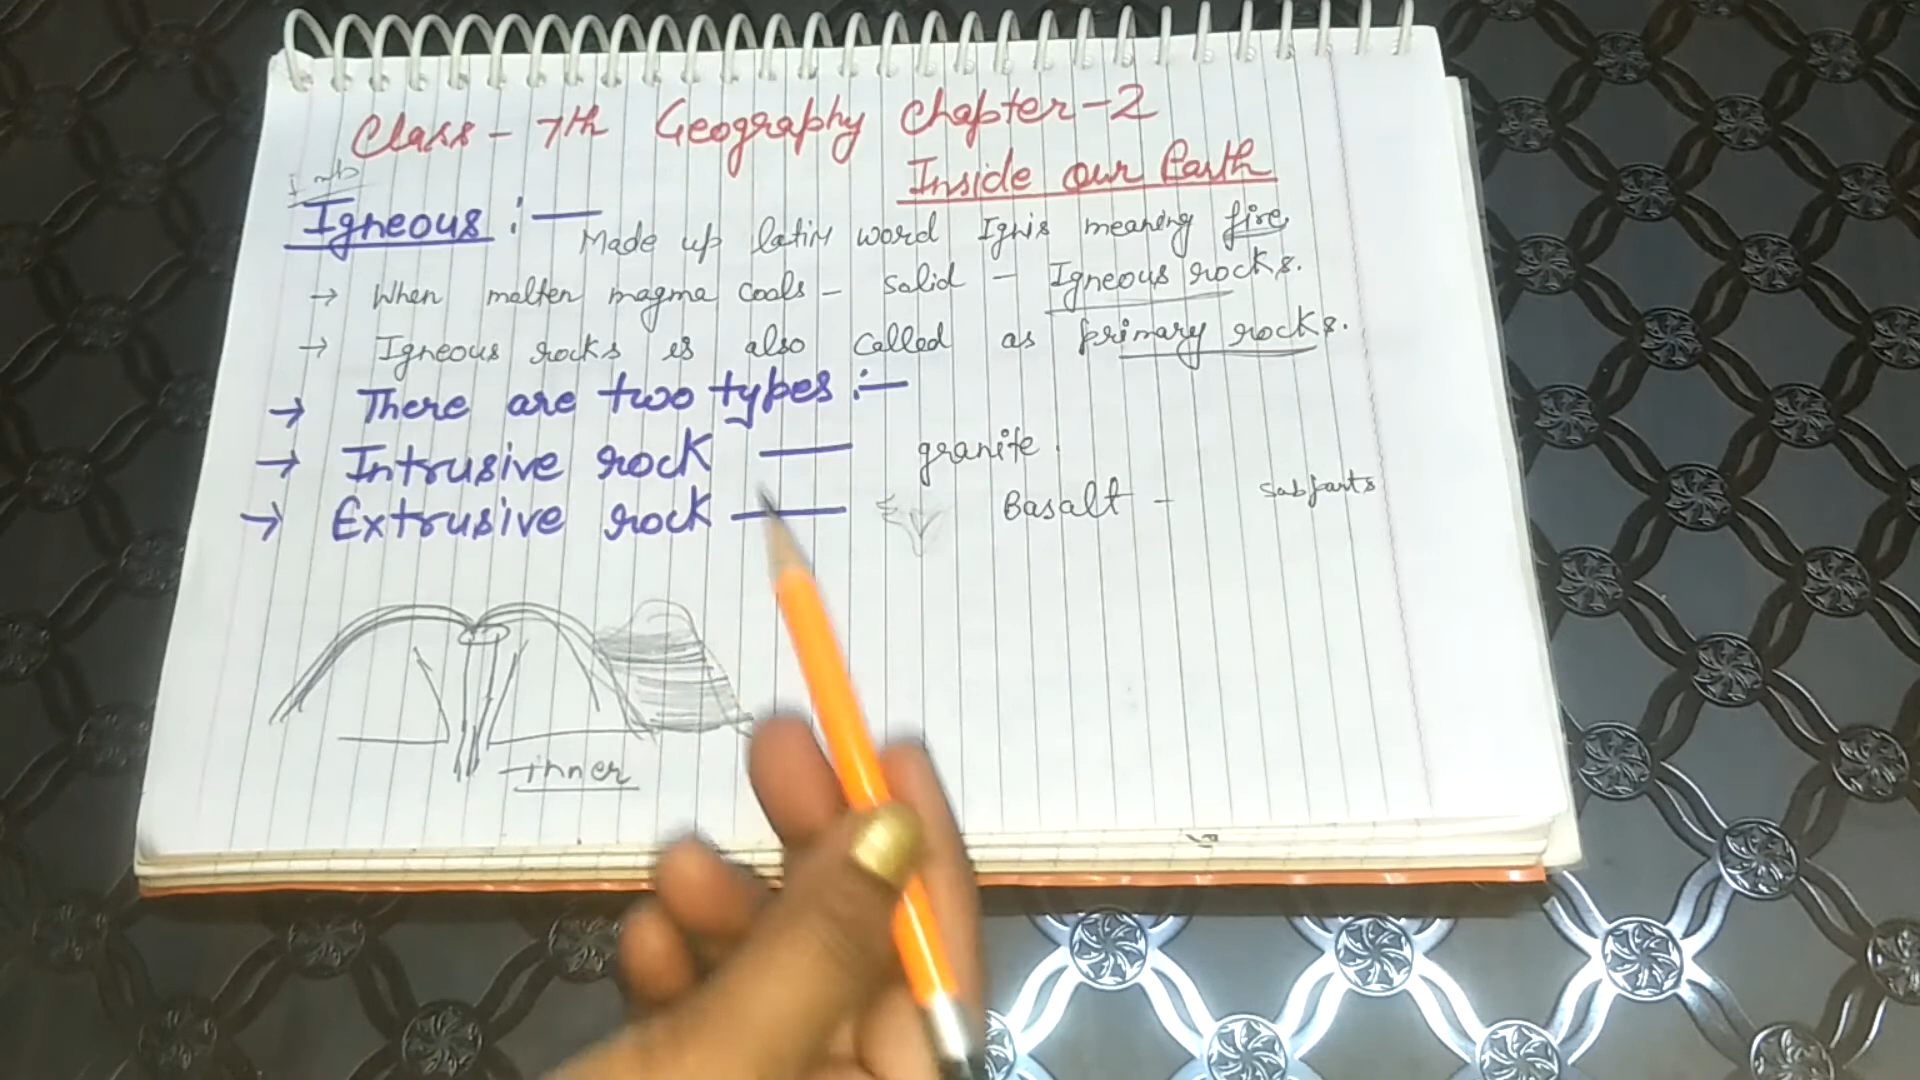 Class - 7th Geography Chapter-2
Inside our Earth
Igneous :- Made up latin word Ignis meaning fire
→ When molten magma cools - solid - Igneous rocks.
→ Igneous rocks is also called as primary rocks.
→ There are two types :-
→ Intrusive rock — granite.
→ Extrusive rock — Basalt - Subparts
inner